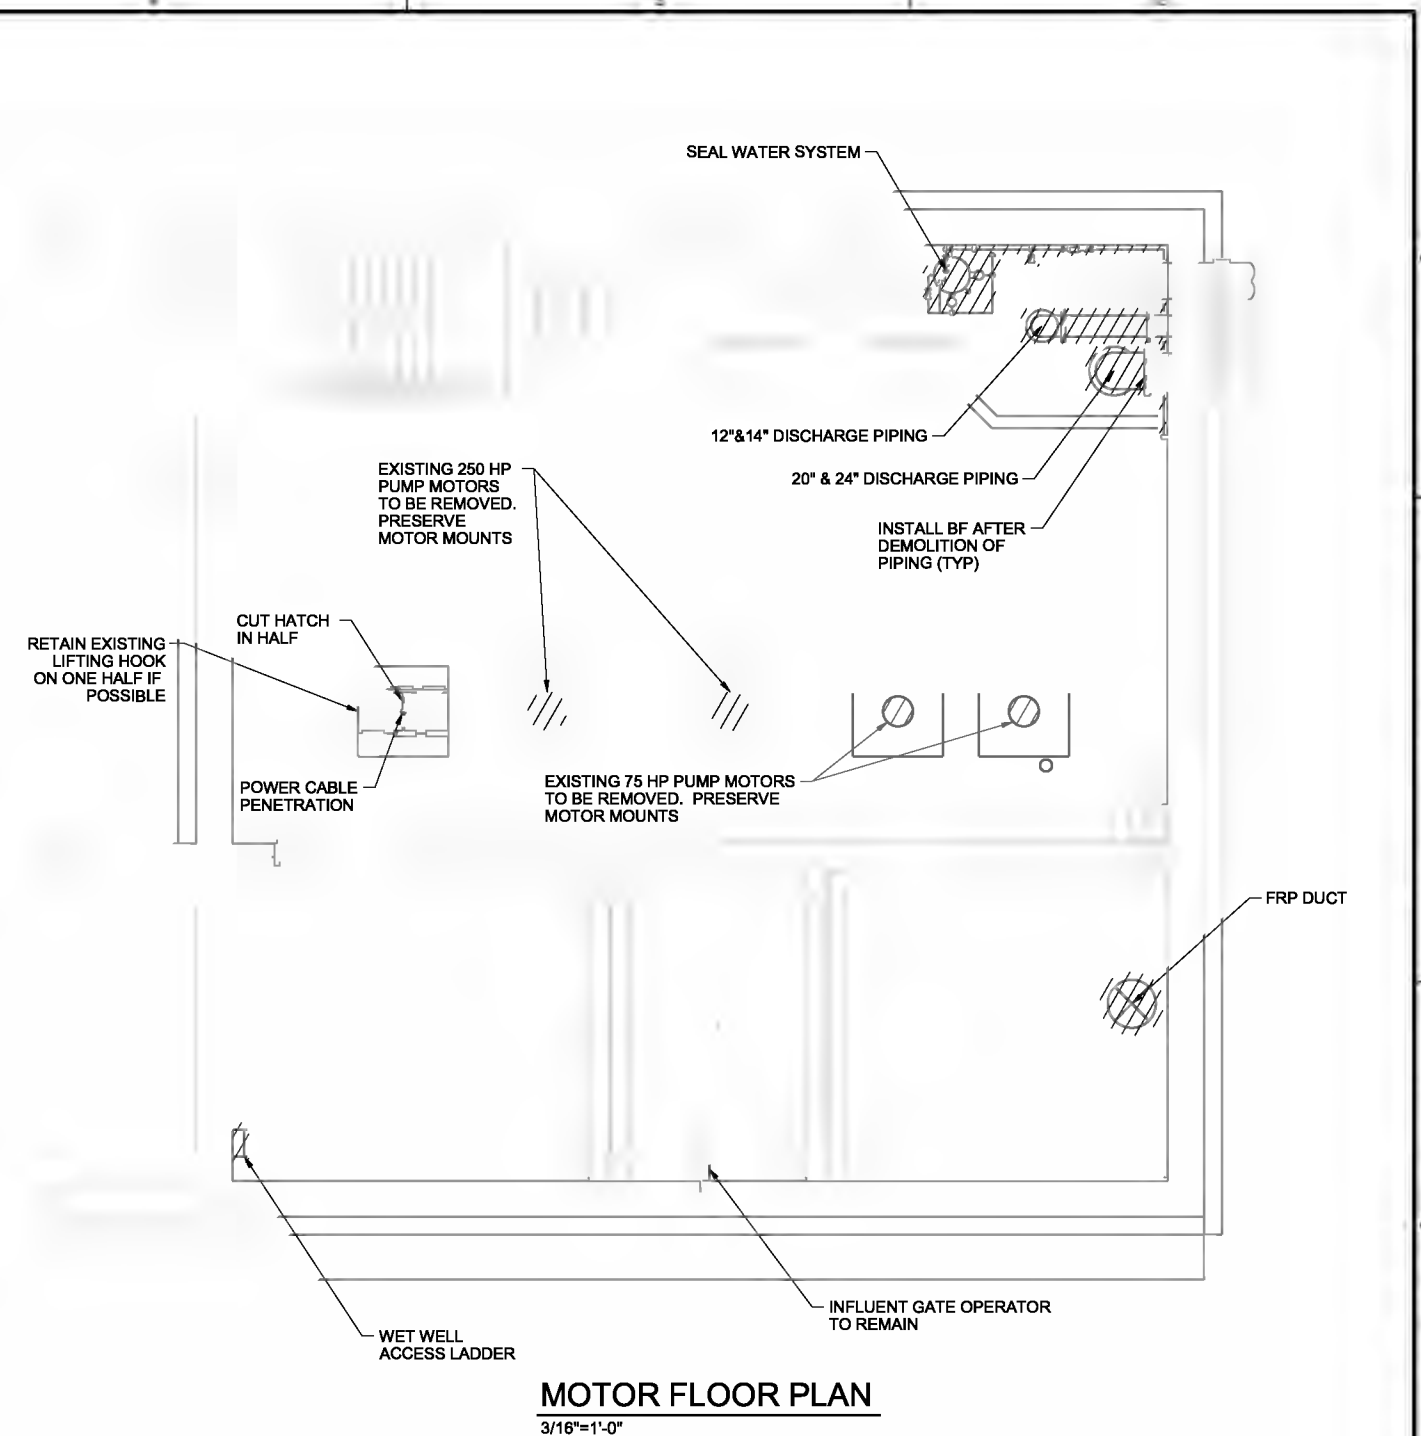 SEAL WATER SYSTEM
12"&14" DISCHARGE PIPING
EXISTING 250 HP
PUMP MOTORS
TO BE REMOVED.
PRESERVE
MOTOR MOUNTS
20" & 24" DISCHARGE PIPING
INSTALL BF AFTER
DEMOLITION OF
PIPING (TYP)
CUT HATCH
IN HALF
RETAIN EXISTING
LIFTING HOOK
ON ONE HALF IF
POSSIBLE
POWER CABLE
PENETRATION
EXISTING 75 HP PUMP MOTORS
TO BE REMOVED. PRESERVE
MOTOR MOUNTS
FRP DUCT
INFLUENT GATE OPERATOR
TO REMAIN
WET WELL
ACCESS LADDER
MOTOR FLOOR PLAN
3/16"=1'-0"